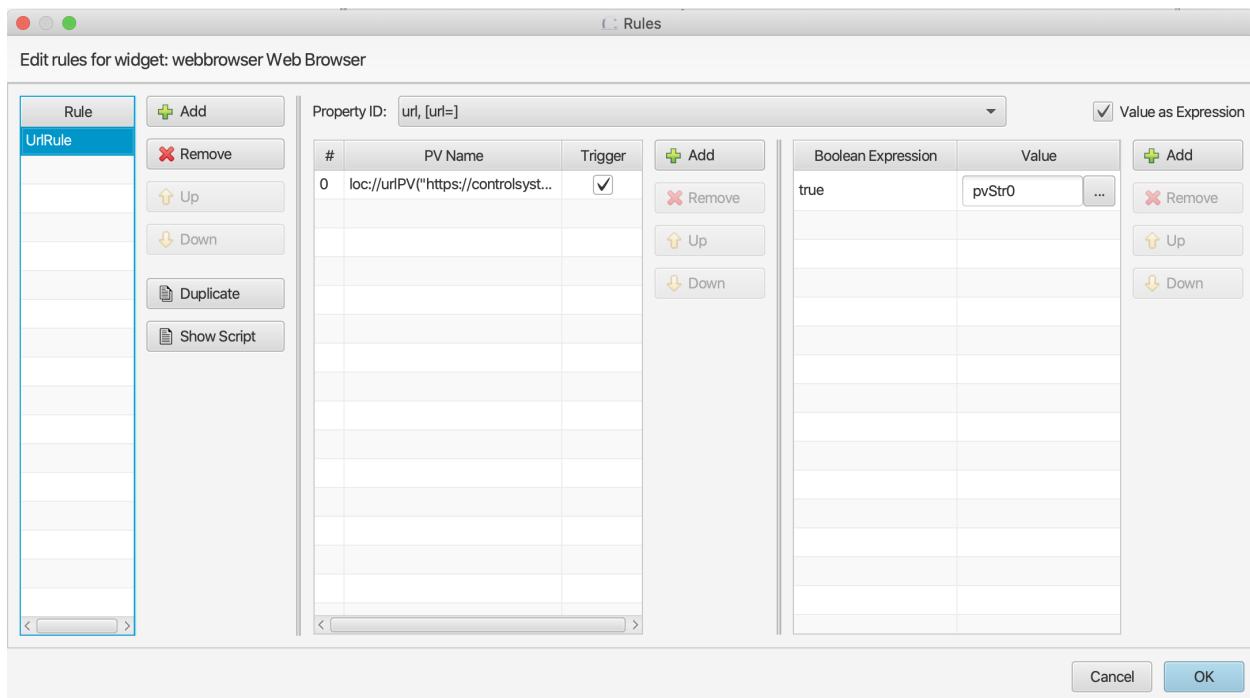 Rules
Edit rules for widget: webbrowser Web Browser
Rule
UrlRule
Add
Remove
Up
Down
Duplicate
Show Script
Property ID: url, [url=]
Value as Expression
# PV Name Trigger
0 loc://urlPV("https://controlsyst...
Add
Remove
Up
Down
Boolean Expression Value
true pvStr0 ...
Add
Remove
Up
Down
Cancel OK